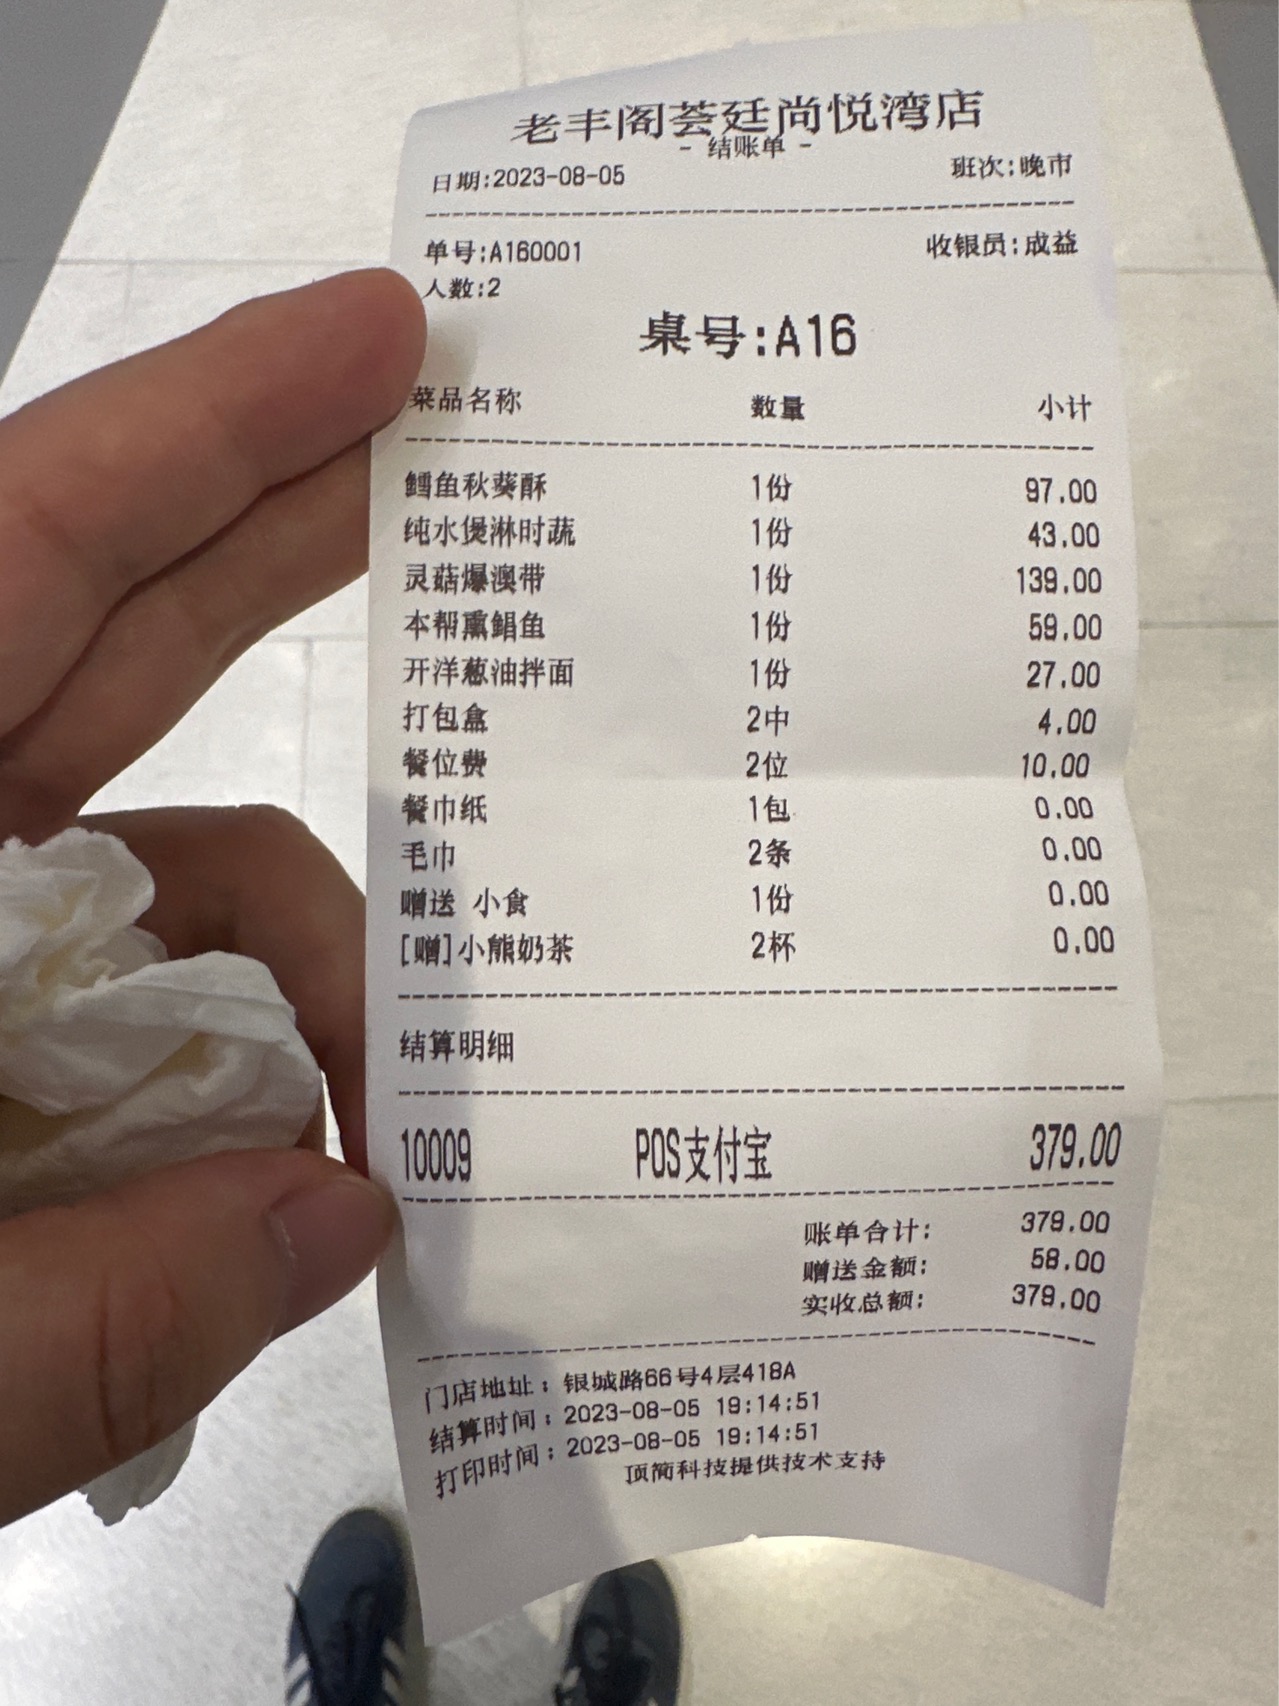 老丰阁荟廷尚悦湾店
- 结账单 -
日期:2023-08-05 班次:晚市
单号:A160001 收银员:成益
人数:2
桌号:A16
菜品名称 数量 小计
鳕鱼秋葵酥 1份 97.00
纯水煲淋时蔬 1份 43.00
灵菇爆澳带 1份 139.00
本帮熏鲳鱼 1份 59.00
开洋葱油拌面 1份 27.00
打包盒 2中 4.00
餐位费 2位 10.00
餐巾纸 1包 0.00
毛巾 2条 0.00
赠送 小食 1份 0.00
[赠]小熊奶茶 2杯 0.00
结算明细
10009 POS支付宝 379.00
账单合计: 379.00
赠送金额: 58.00
实收总额: 379.00
门店地址：银城路66号4层418A
结算时间：2023-08-05 19:14:51
打印时间：2023-08-05 19:14:51
顶简科技提供技术支持